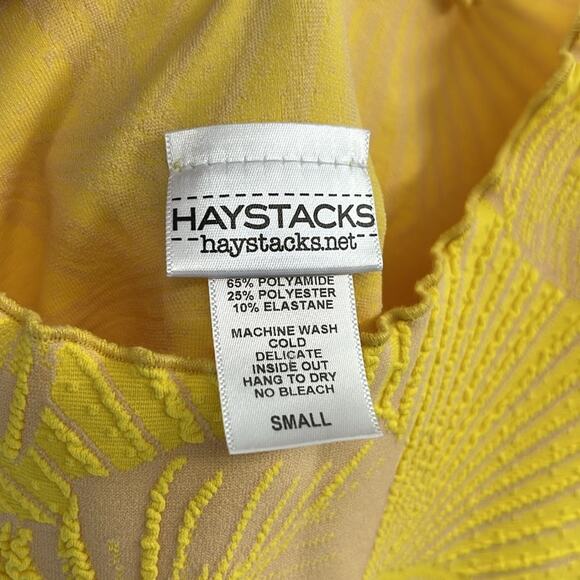 HAYSTACKS
haystacks.net
65% POLYAMIDE
25% POLYESTER
10% ELASTANE
MACHINE WASH
COLD
DELICATE
INSIDE OUT
HANG TO DRY
NO BLEACH
SMALL